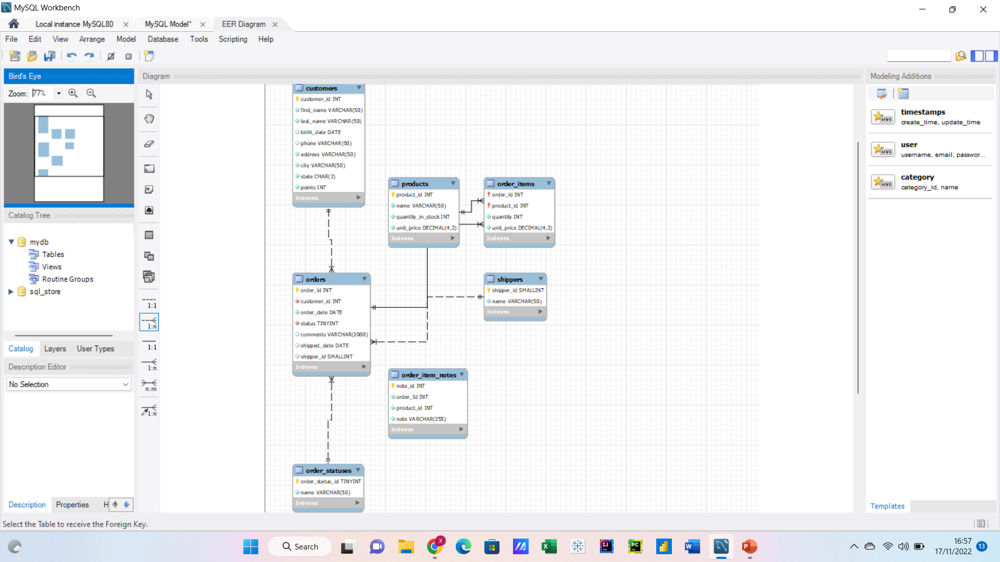 MySQL Workbench
Local instance MySQL80
MySQL Model*
EER Diagram
File Edit View Arrange Model Database Tools Scripting Help
Bird's Eye
Zoom: 77%
Diagram
Modeling Additions
timestamps
create_time, update_time
user
username, email, passwor...
category
category_id, name
Templates
Catalog Tree
mydb
Tables
Views
Routine Groups
sql_store
Catalog Layers User Types
Description Editor
No Selection
Description Properties H
1:1
1:n
1:1
1:n
n:m
1:n
customers
customer_id INT
first_name VARCHAR(50)
last_name VARCHAR(50)
birth_date DATE
phone VARCHAR(50)
address VARCHAR(50)
city VARCHAR(50)
state CHAR(2)
points INT
Indexes
products
product_id INT
name VARCHAR(50)
quantity_in_stock INT
unit_price DECIMAL(4,2)
Indexes
order_items
order_id INT
product_id INT
quantity INT
unit_price DECIMAL(4,2)
Indexes
orders
order_id INT
customer_id INT
order_date DATE
status TINYINT
comments VARCHAR(2000)
shipped_date DATE
shipper_id SMALLINT
Indexes
shippers
shipper_id SMALLINT
name VARCHAR(50)
Indexes
order_item_notes
note_id INT
order_Id INT
product_id INT
note VARCHAR(255)
Indexes
order_statuses
order_status_id TINYINT
name VARCHAR(50)
Indexes
Select the Table to receive the Foreign Key.
Search
16:57
17/11/2022
13